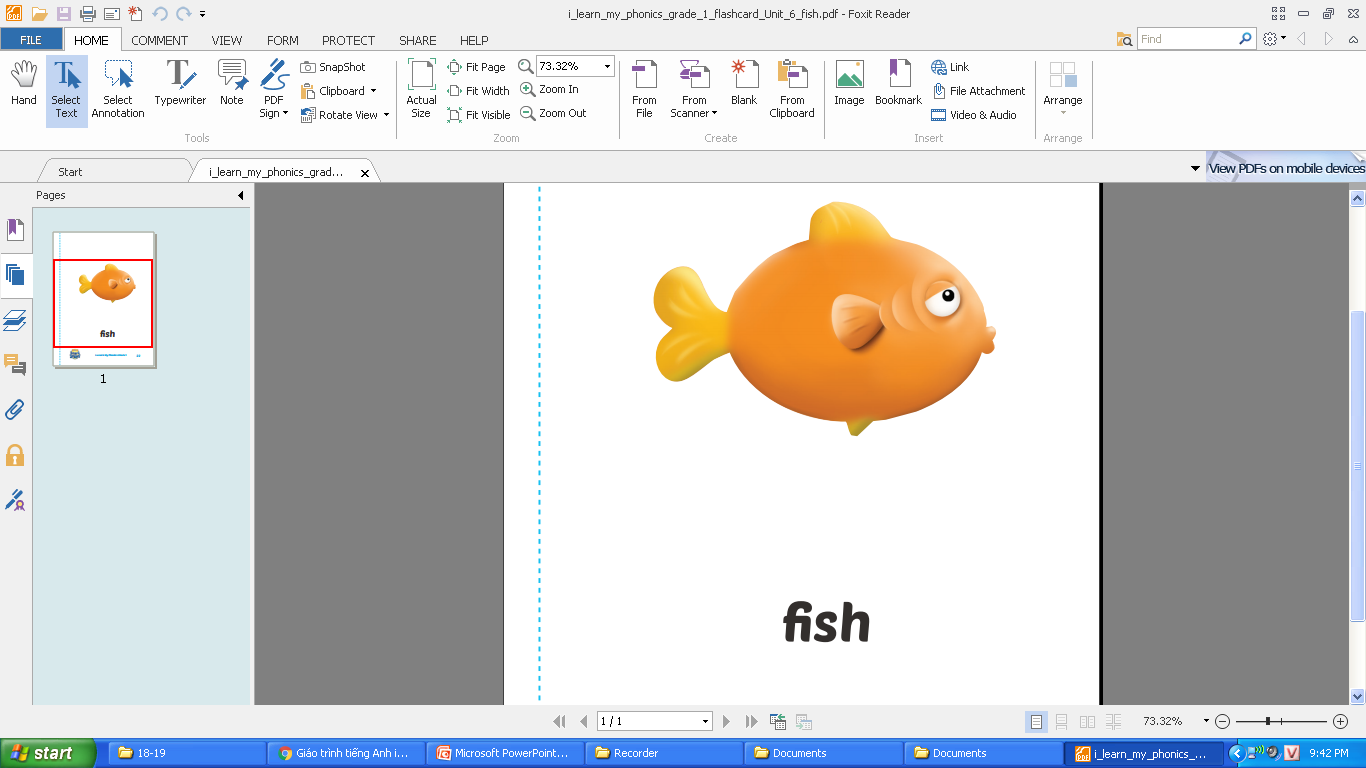 i_learn_my_phonics_grade_1_flashcard_Unit_6_fish.pdf - Foxit Reader
FILE HOME COMMENT VIEW FORM PROTECT SHARE HELP Find
Hand Select Text Select Annotation Typewriter Note PDF Sign SnapShot Clipboard Rotate View
Tools
Actual Size Fit Page Fit Width Fit Visible 73.32% Zoom In Zoom Out
Zoom
From File From Scanner Blank From Clipboard
Create
Image Bookmark Link File Attachment Video & Audio
Insert
Arrange
Arrange
Start i_learn_my_phonics_grad... View PDFs on mobile devices
Pages
fish
1
fish
1 / 1 73.32%
start 18-19 Giáo trình tiếng Anh i... Microsoft PowerPoint... Recorder Documents Documents i_learn_my_phonics_... V 9:42 PM